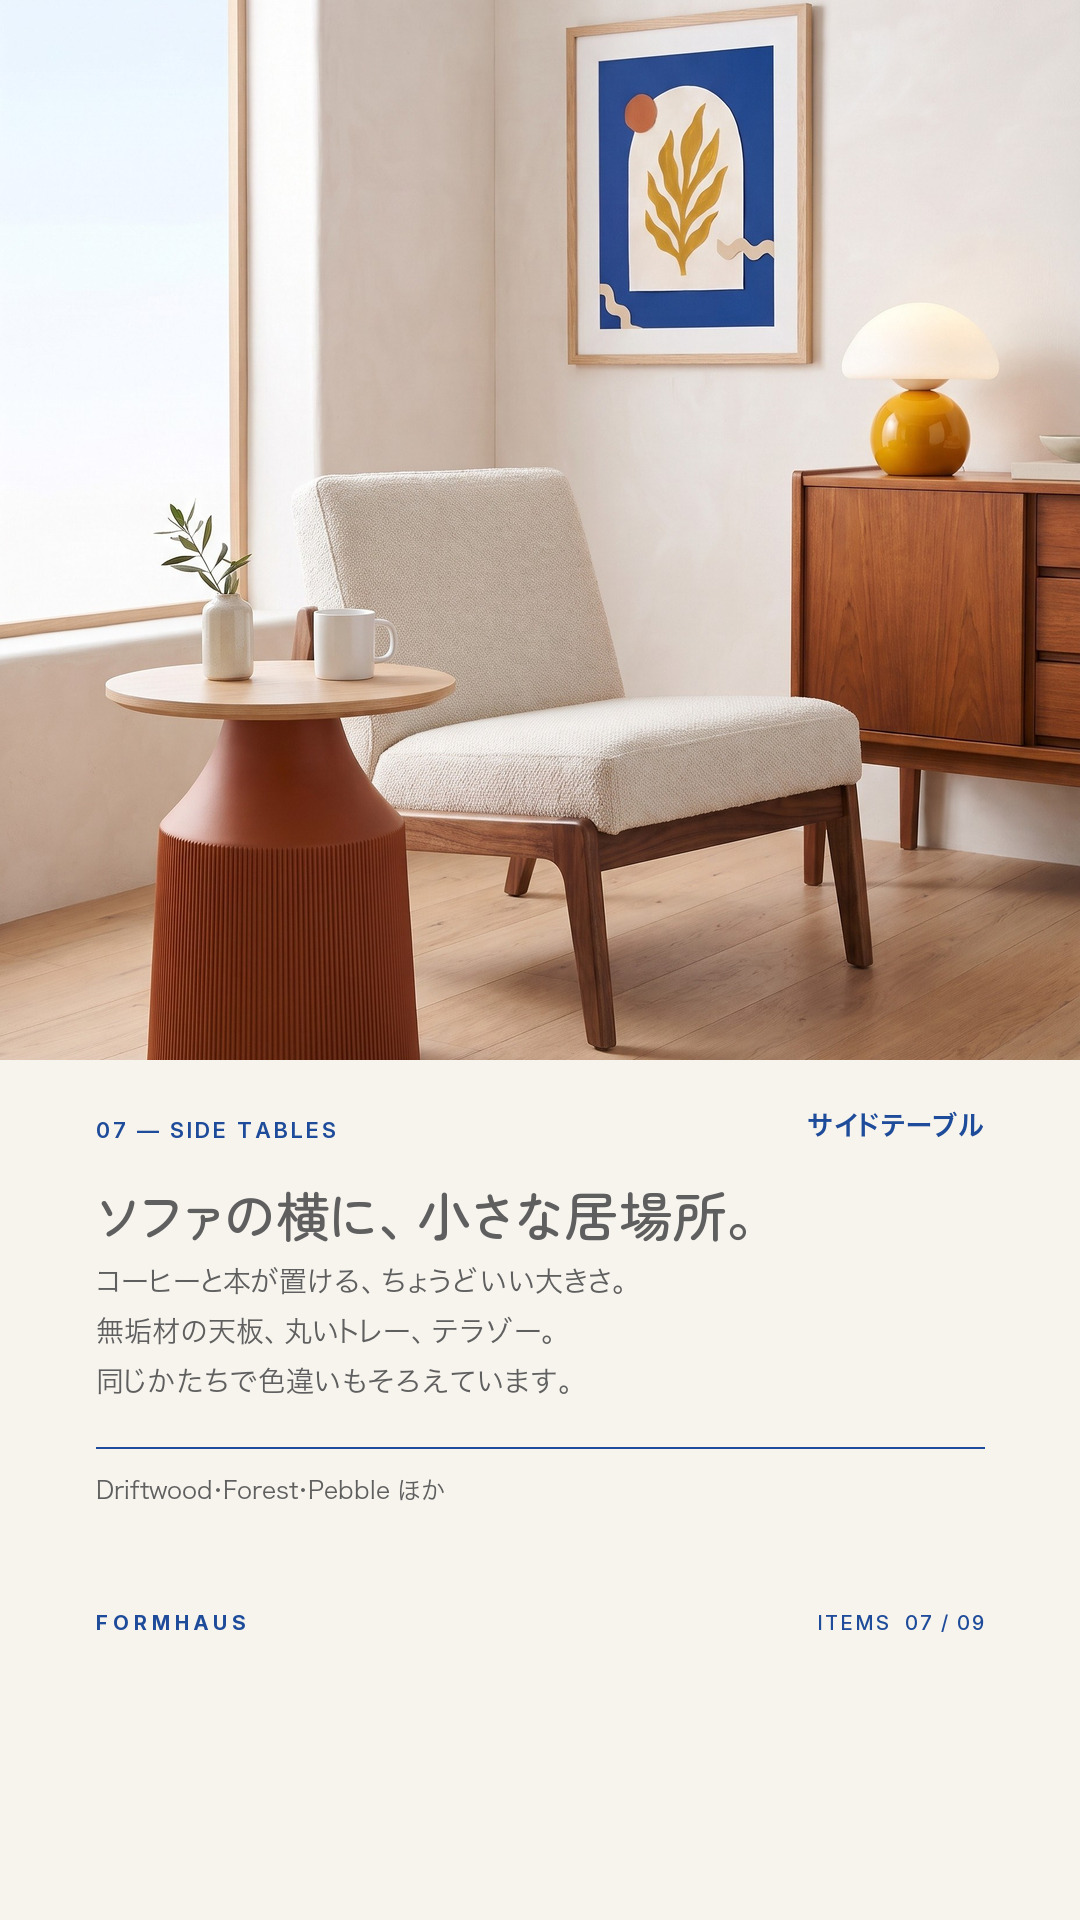 07 — SIDE TABLES
サイドテーブル
ソファの横に、小さな居場所。
コーヒーと本が置ける、ちょうどいい大きさ。
無垢材の天板、丸いトレー、テラゾー。
同じかたちで色違いもそろえています。
Driftwood·Forest·Pebble ほか
FORMHAUS
ITEMS 07 / 09